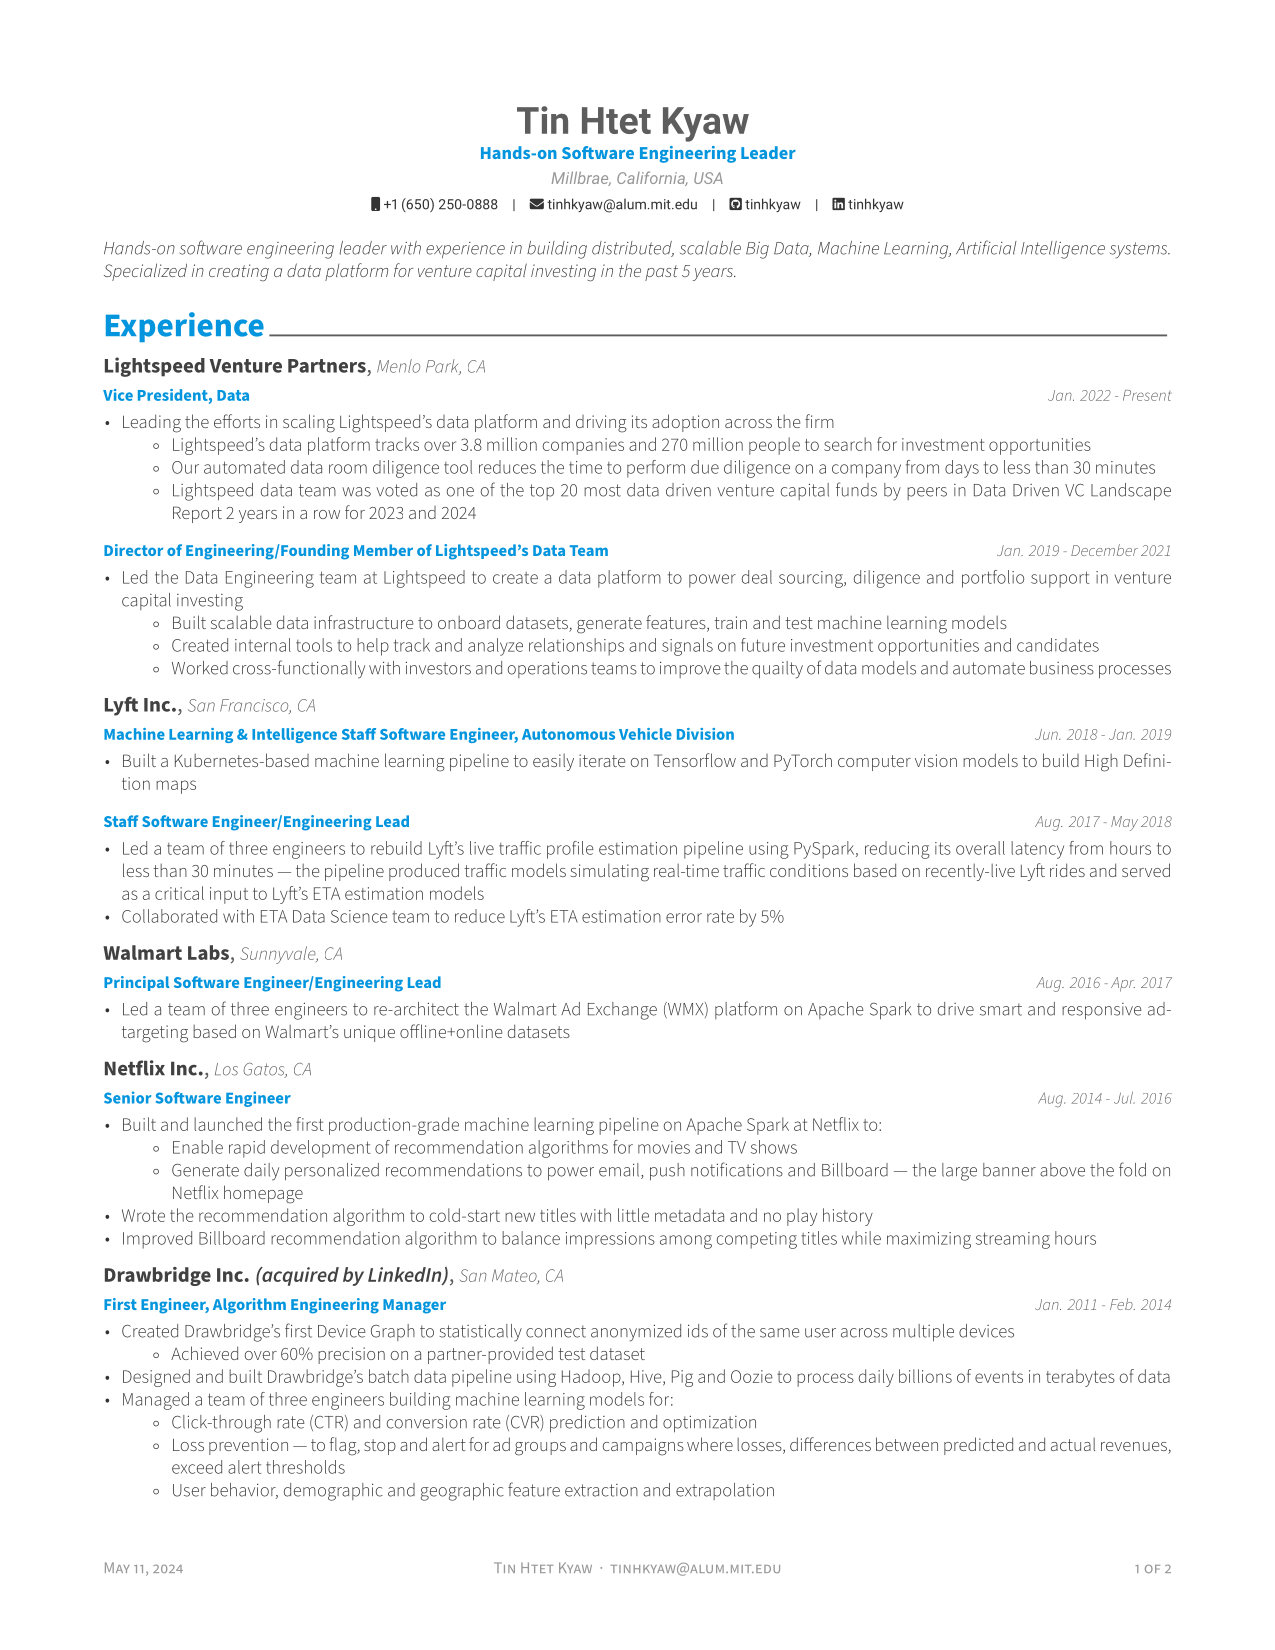 Tin Htet Kyaw
Hands-on Software Engineering Leader
Millbrae, California, USA
+1 (650) 250-0888 | tinhkyaw@alum.mit.edu | tinhkyaw | tinhkyaw
Hands-on software engineering leader with experience in building distributed, scalable Big Data, Machine Learning, Artificial Intelligence systems.
Specialized in creating a data platform for venture capital investing in the past 5 years.
Experience
Lightspeed Venture Partners, Menlo Park, CA
Vice President, Data Jan. 2022 - Present
• Leading the efforts in scaling Lightspeed’s data platform and driving its adoption across the firm
◦ Lightspeed’s data platform tracks over 3.8 million companies and 270 million people to search for investment opportunities
◦ Our automated data room diligence tool reduces the time to perform due diligence on a company from days to less than 30 minutes
◦ Lightspeed data team was voted as one of the top 20 most data driven venture capital funds by peers in Data Driven VC Landscape
Report 2 years in a row for 2023 and 2024
Director of Engineering/Founding Member of Lightspeed’s Data Team Jan. 2019 - December 2021
• Led the Data Engineering team at Lightspeed to create a data platform to power deal sourcing, diligence and portfolio support in venture
capital investing
◦ Built scalable data infrastructure to onboard datasets, generate features, train and test machine learning models
◦ Created internal tools to help track and analyze relationships and signals on future investment opportunities and candidates
◦ Worked cross-functionally with investors and operations teams to improve the quailty of data models and automate business processes
Lyft Inc., San Francisco, CA
Machine Learning & Intelligence Staff Software Engineer, Autonomous Vehicle Division Jun. 2018 - Jan. 2019
• Built a Kubernetes-based machine learning pipeline to easily iterate on Tensorflow and PyTorch computer vision models to build High Defini-
tion maps
Staff Software Engineer/Engineering Lead Aug. 2017 - May 2018
• Led a team of three engineers to rebuild Lyft’s live traffic profile estimation pipeline using PySpark, reducing its overall latency from hours to
less than 30 minutes — the pipeline produced traffic models simulating real-time traffic conditions based on recently-live Lyft rides and served
as a critical input to Lyft’s ETA estimation models
• Collaborated with ETA Data Science team to reduce Lyft’s ETA estimation error rate by 5%
Walmart Labs, Sunnyvale, CA
Principal Software Engineer/Engineering Lead Aug. 2016 - Apr. 2017
• Led a team of three engineers to re-architect the Walmart Ad Exchange (WMX) platform on Apache Spark to drive smart and responsive ad-
targeting based on Walmart’s unique offline+online datasets
Netflix Inc., Los Gatos, CA
Senior Software Engineer Aug. 2014 - Jul. 2016
• Built and launched the first production-grade machine learning pipeline on Apache Spark at Netflix to:
◦ Enable rapid development of recommendation algorithms for movies and TV shows
◦ Generate daily personalized recommendations to power email, push notifications and Billboard — the large banner above the fold on
Netflix homepage
• Wrote the recommendation algorithm to cold-start new titles with little metadata and no play history
• Improved Billboard recommendation algorithm to balance impressions among competing titles while maximizing streaming hours
Drawbridge Inc. (acquired by LinkedIn), San Mateo, CA
First Engineer, Algorithm Engineering Manager Jan. 2011 - Feb. 2014
• Created Drawbridge’s first Device Graph to statistically connect anonymized ids of the same user across multiple devices
◦ Achieved over 60% precision on a partner-provided test dataset
• Designed and built Drawbridge’s batch data pipeline using Hadoop, Hive, Pig and Oozie to process daily billions of events in terabytes of data
• Managed a team of three engineers building machine learning models for:
◦ Click-through rate (CTR) and conversion rate (CVR) prediction and optimization
◦ Loss prevention — to flag, stop and alert for ad groups and campaigns where losses, differences between predicted and actual revenues,
exceed alert thresholds
◦ User behavior, demographic and geographic feature extraction and extrapolation
May 11, 2024 Tin Htet Kyaw · tinhkyaw@alum.mit.edu 1 of 2